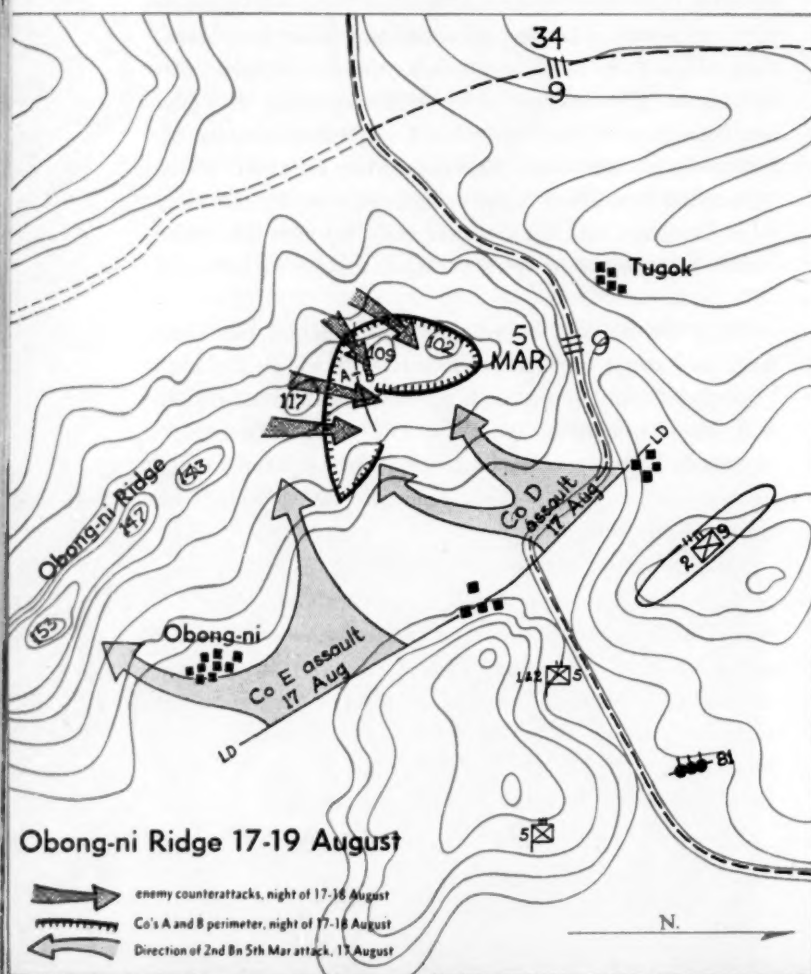 34
9
Tugok
5
MAR
9
102
109
A
117
LD
Co D
assault
17 Aug
143
147
153
Obong-ni Ridge
2 9
Obong-ni
Co E assault
17 Aug
LD
1&2 5
81
5
Obong-ni Ridge 17-19 August
enemy counterattacks, night of 17-18 August
Co's A and B perimeter, night of 17-18 August
Direction of 2nd Bn 5th Mar attack, 17 August
N.